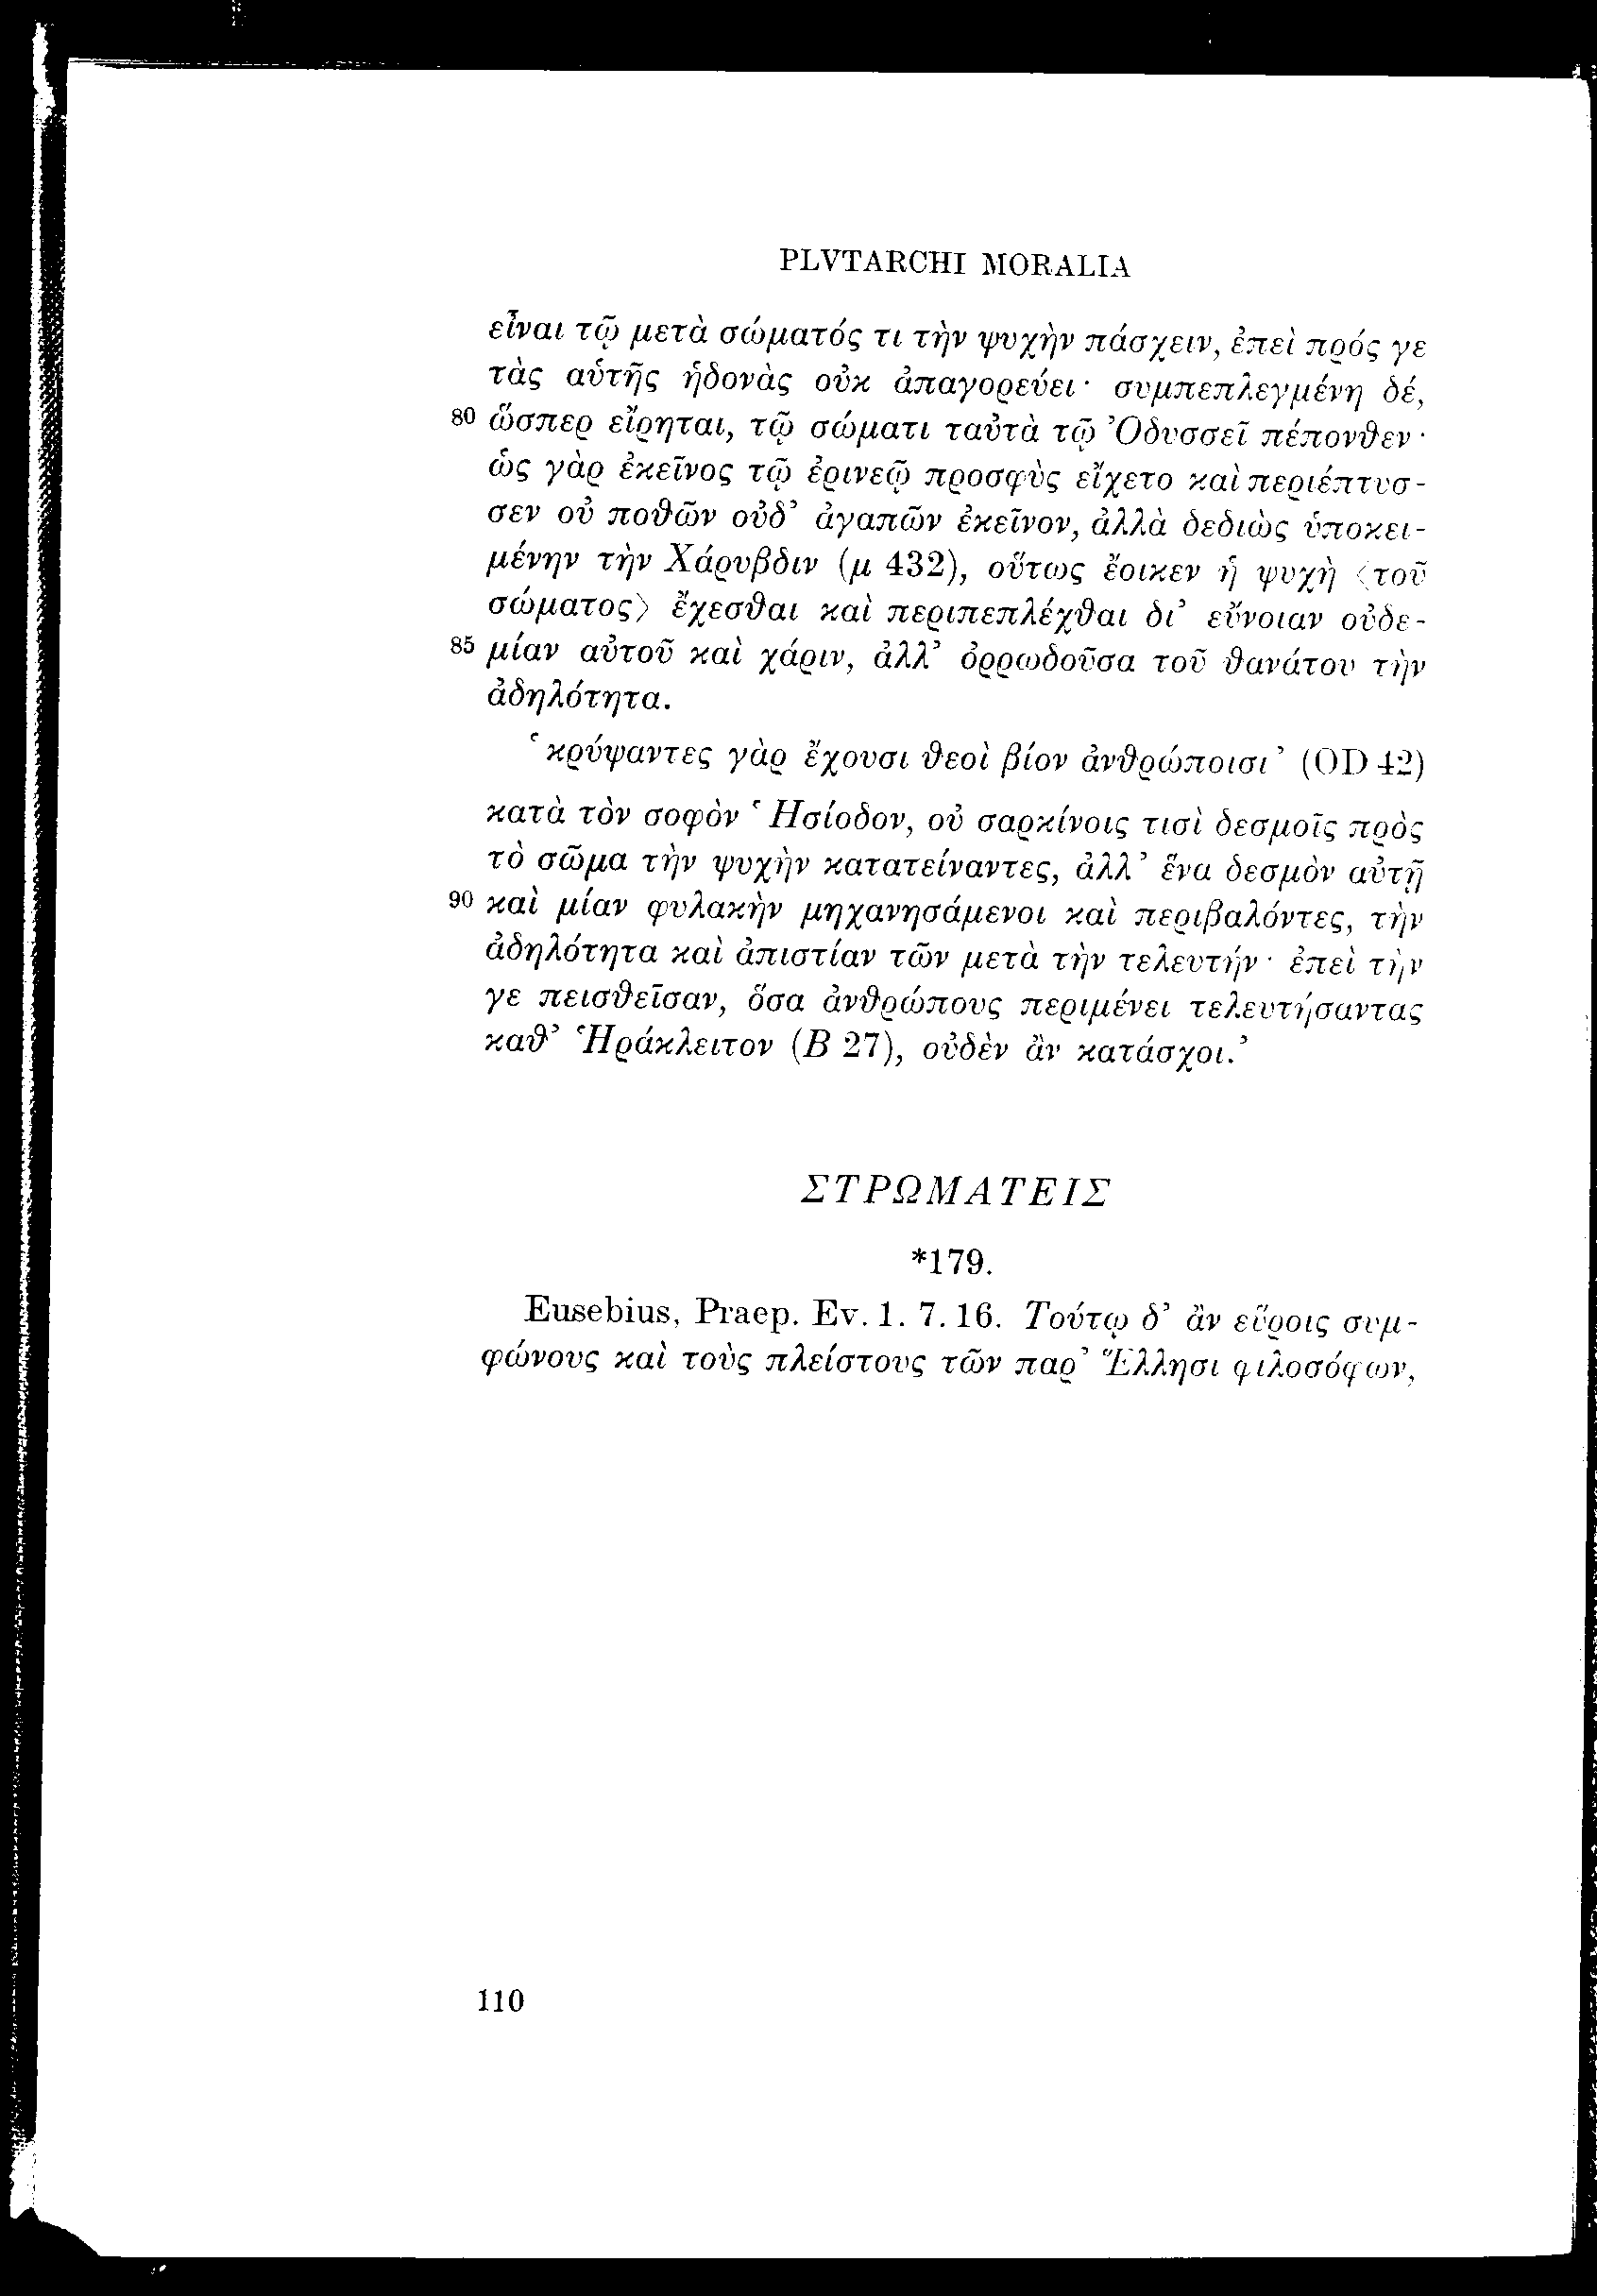 PLVTARCHI MORALIA
εἶναι τῷ μετὰ σώματός τι τὴν ψυχὴν πάσχειν, ἐπεὶ πρός γε
τὰς αὑτῆς ἡδονὰς οὐκ ἀπαγορεύει· συμπεπλεγμένη δέ,
80 ὥσπερ εἴρηται, τῷ σώματι ταὐτὰ τῷ Ὀδυσσεῖ πέπονθεν·
ὡς γὰρ ἐκεῖνος τῷ ἐρινεῷ προσφὺς εἴχετο καὶ περιέπτυσ-
σεν οὐ ποθῶν οὐδ’ ἀγαπῶν ἐκεῖνον, ἀλλὰ δεδιὼς ὑποκει-
μένην τὴν Χάρυβδιν (μ 432), οὕτως ἔοικεν ἡ ψυχὴ ⟨τοῦ
σώματος⟩ ἔχεσθαι καὶ περιπεπλέχθαι δι’ εὔνοιαν οὐδε-
85 μίαν αὐτοῦ καὶ χάριν, ἀλλ’ ὀρρωδοῦσα τοῦ θανάτου τὴν
ἀδηλότητα.
‘κρύψαντες γὰρ ἔχουσι θεοὶ βίον ἀνθρώποισι’ (OD 42)
κατὰ τὸν σοφὸν Ἡσίοδον, οὐ σαρκίνοις τισὶ δεσμοῖς πρὸς
τὸ σῶμα τὴν ψυχὴν κατατείναντες, ἀλλ’ ἕνα δεσμὸν αὐτῇ
90 καὶ μίαν φυλακὴν μηχανησάμενοι καὶ περιβαλόντες, τὴν
ἀδηλότητα καὶ ἀπιστίαν τῶν μετὰ τὴν τελευτήν· ἐπεὶ τήν
γε πεισθεῖσαν, ὅσα ἀνθρώπους περιμένει τελευτήσαντας
καθ’ Ἡράκλειτον (B 27), οὐδὲν ἂν κατάσχοι.’
ΣΤΡΩΜΑΤΕΙΣ
*179.
Eusebius, Praep. Ev. 1. 7. 16. Τούτῳ δ’ ἂν εὕροις συμ-
φώνους καὶ τοὺς πλείστους τῶν παρ’ Ἕλλησι φιλοσόφων,
110